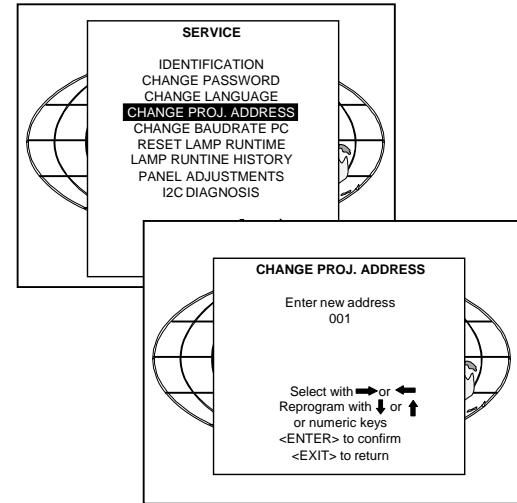 SERVICE
IDENTIFICATION
CHANGE PASSWORD
CHANGE LANGUAGE
CHANGE PROJ. ADDRESS
CHANGE BAUDRATE PC
RESET LAMP RUNTIME
LAMP RUNTINE HISTORY
PANEL ADJUSTMENTS
I2C DIAGNOSIS
CHANGE PROJ. ADDRESS
Enter new address
001
Select with ➡ or ⬅
Reprogram with ⬇ or ⬆
or numeric keys
<ENTER> to confirm
<EXIT> to return